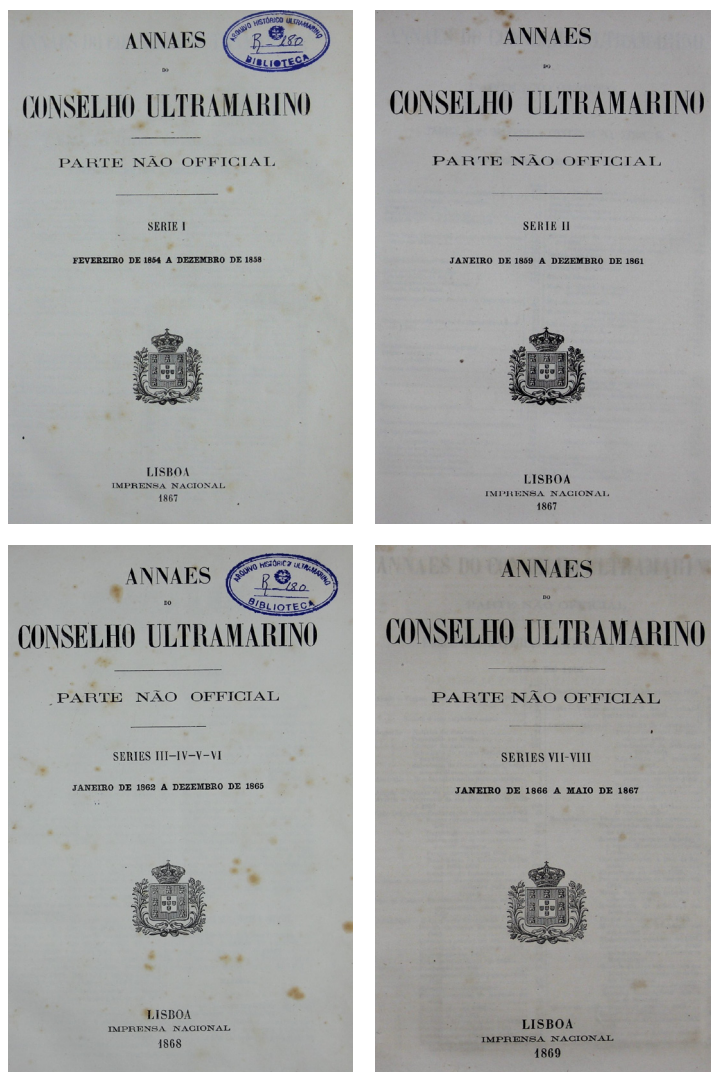 ANNAES
DO
CONSELHO ULTRAMARINO
PARTE NÃO OFFICIAL
SERIE I
FEVEREIRO DE 1854 A DEZEMBRO DE 1858
LISBOA
IMPRENSA NACIONAL
1867
ARQUIVO HISTÓRICO ULTRAMARINO
R-180
BIBLIOTECA
ANNAES
DO
CONSELHO ULTRAMARINO
PARTE NÃO OFFICIAL
SERIE II
JANEIRO DE 1859 A DEZEMBRO DE 1861
LISBOA
IMPRENSA NACIONAL
1867
ANNAES
DO
CONSELHO ULTRAMARINO
PARTE NÃO OFFICIAL
SERIES III-IV-V-VI
JANEIRO DE 1862 A DEZEMBRO DE 1865
LISBOA
IMPRENSA NACIONAL
1868
ARQUIVO HISTÓRICO ULTRAMARINO
R-180
BIBLIOTECA
ANNAES
DO
CONSELHO ULTRAMARINO
PARTE NÃO OFFICIAL
SERIES VII-VIII
JANEIRO DE 1866 A MAIO DE 1867
LISBOA
IMPRENSA NACIONAL
1869